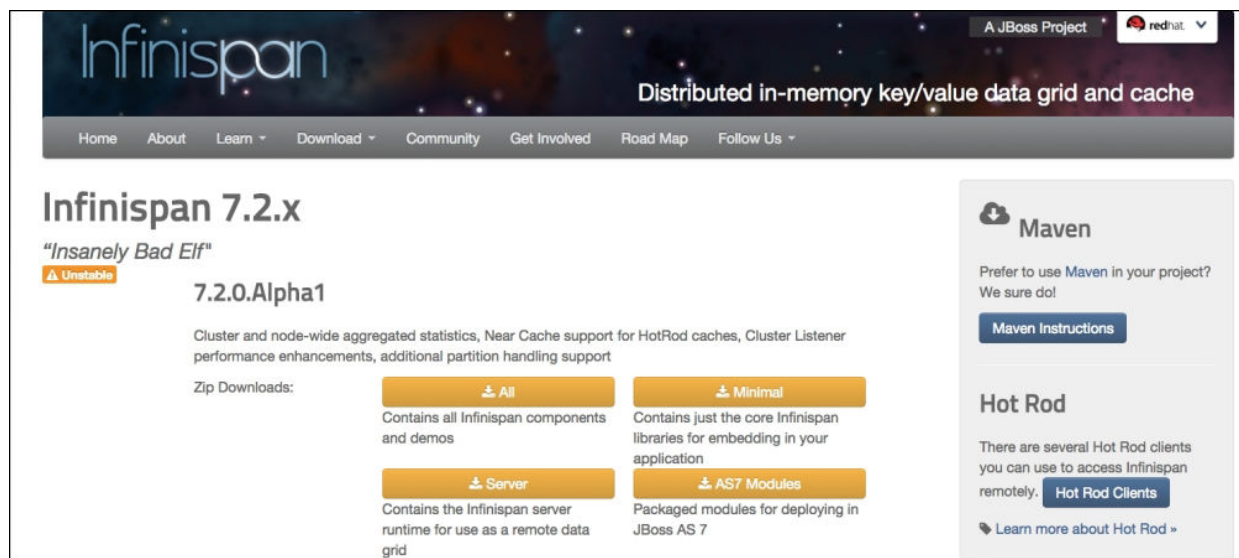 Infinispan
A JBoss Project
redhat.
Distributed in-memory key/value data grid and cache
Home About Learn Download Community Get Involved Road Map Follow Us
Infinispan 7.2.x
“Insanely Bad Elf"
Unstable
7.2.0.Alpha1
Cluster and node-wide aggregated statistics, Near Cache support for HotRod caches, Cluster Listener
performance enhancements, additional partition handling support
Zip Downloads:
All
Contains all Infinispan components
and demos
Minimal
Contains just the core Infinispan
libraries for embedding in your
application
Server
Contains the Infinispan server
runtime for use as a remote data
grid
AS7 Modules
Packaged modules for deploying in
JBoss AS 7
Maven
Prefer to use Maven in your project?
We sure do!
Maven Instructions
Hot Rod
There are several Hot Rod clients
you can use to access Infinispan
remotely. Hot Rod Clients
Learn more about Hot Rod »